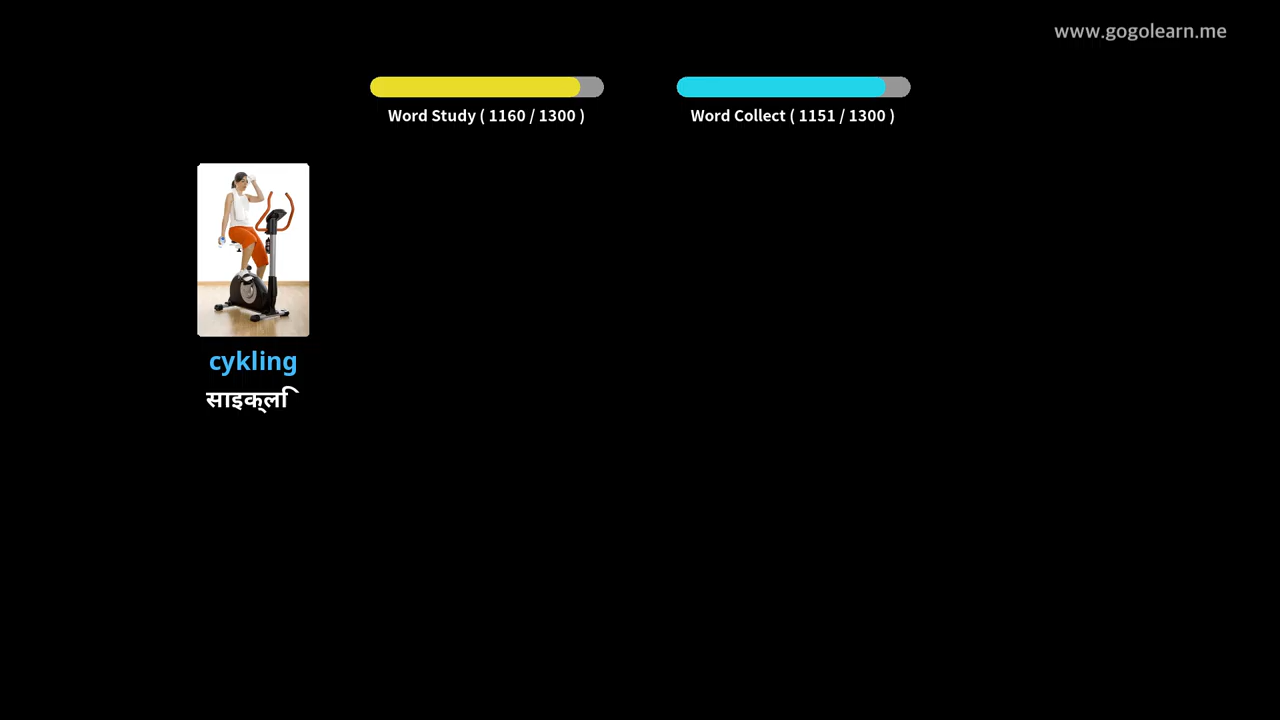 www.gogolearn.me
Word Study ( 1160 / 1300 )
Word Collect ( 1151 / 1300 )
cykling
साइक्लि